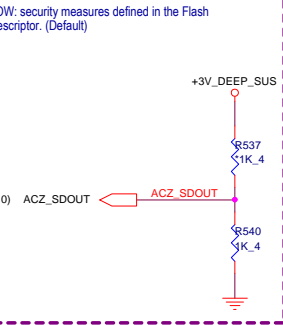 OW: security measures defined in the Flash
escriptor. (Default)
+3V_DEEP_SUS
R537
*1K_4
0) ACZ_SDOUT ACZ_SDOUT
R540
1K_4